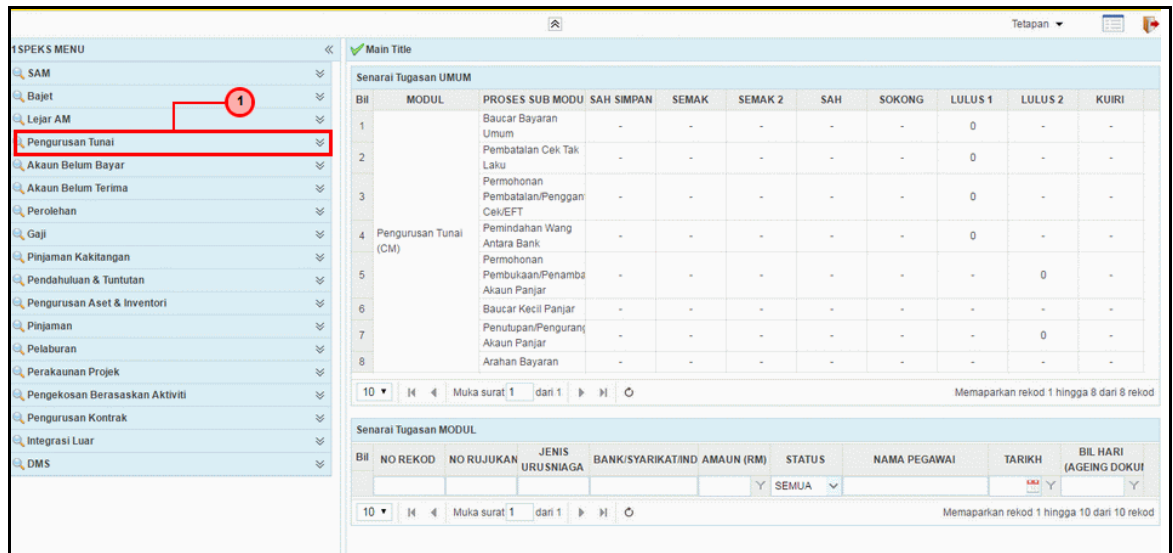 Tetapan
1SPEKS MENU
SAM
Bajet
1
Lejar AM
Pengurusan Tunai
Akaun Belum Bayar
Akaun Belum Terima
Perolehan
Gaji
Pinjaman Kakitangan
Pendahuluan & Tuntutan
Pengurusan Aset & Inventori
Pinjaman
Pelaburan
Perakaunan Projek
Pengekosan Berasaskan Aktiviti
Pengurusan Kontrak
Integrasi Luar
DMS
Main Title
Senarai Tugasan UMUM
Bil MODUL PROSES SUB MODU SAH SIMPAN SEMAK SEMAK 2 SAH SOKONG LULUS 1 LULUS 2 KUIRI
Pengurusan Tunai
(CM)
1 Baucar Bayaran
Umum - - - - - 0 - -
2 Pembatalan Cek Tak
Laku - - - - - 0 - -
3 Permohonan
Pembatalan/Penggan
Cek/EFT - - - - - 0 - -
4 Pemindahan Wang
Antara Bank - - - - - 0 - -
5 Permohonan
Pembukaan/Penamba
Akaun Panjar - - - - - - 0 -
6 Baucar Kecil Panjar - - - - - - - -
7 Penutupan/Pengurang
Akaun Panjar - - - - - - 0 -
8 Arahan Bayaran - - - - - - - -
10 Muka surat 1 dari 1 Memaparkan rekod 1 hingga 8 dari 8 rekod
Senarai Tugasan MODUL
Bil NO REKOD NO RUJUKAN JENIS
URUSNIAGA BANK/SYARIKAT/IND AMAUN (RM) STATUS NAMA PEGAWAI TARIKH BIL HARI
(AGEING DOKUM
SEMUA
10 Muka surat 1 dari 1 Memaparkan rekod 1 hingga 10 dari 10 rekod